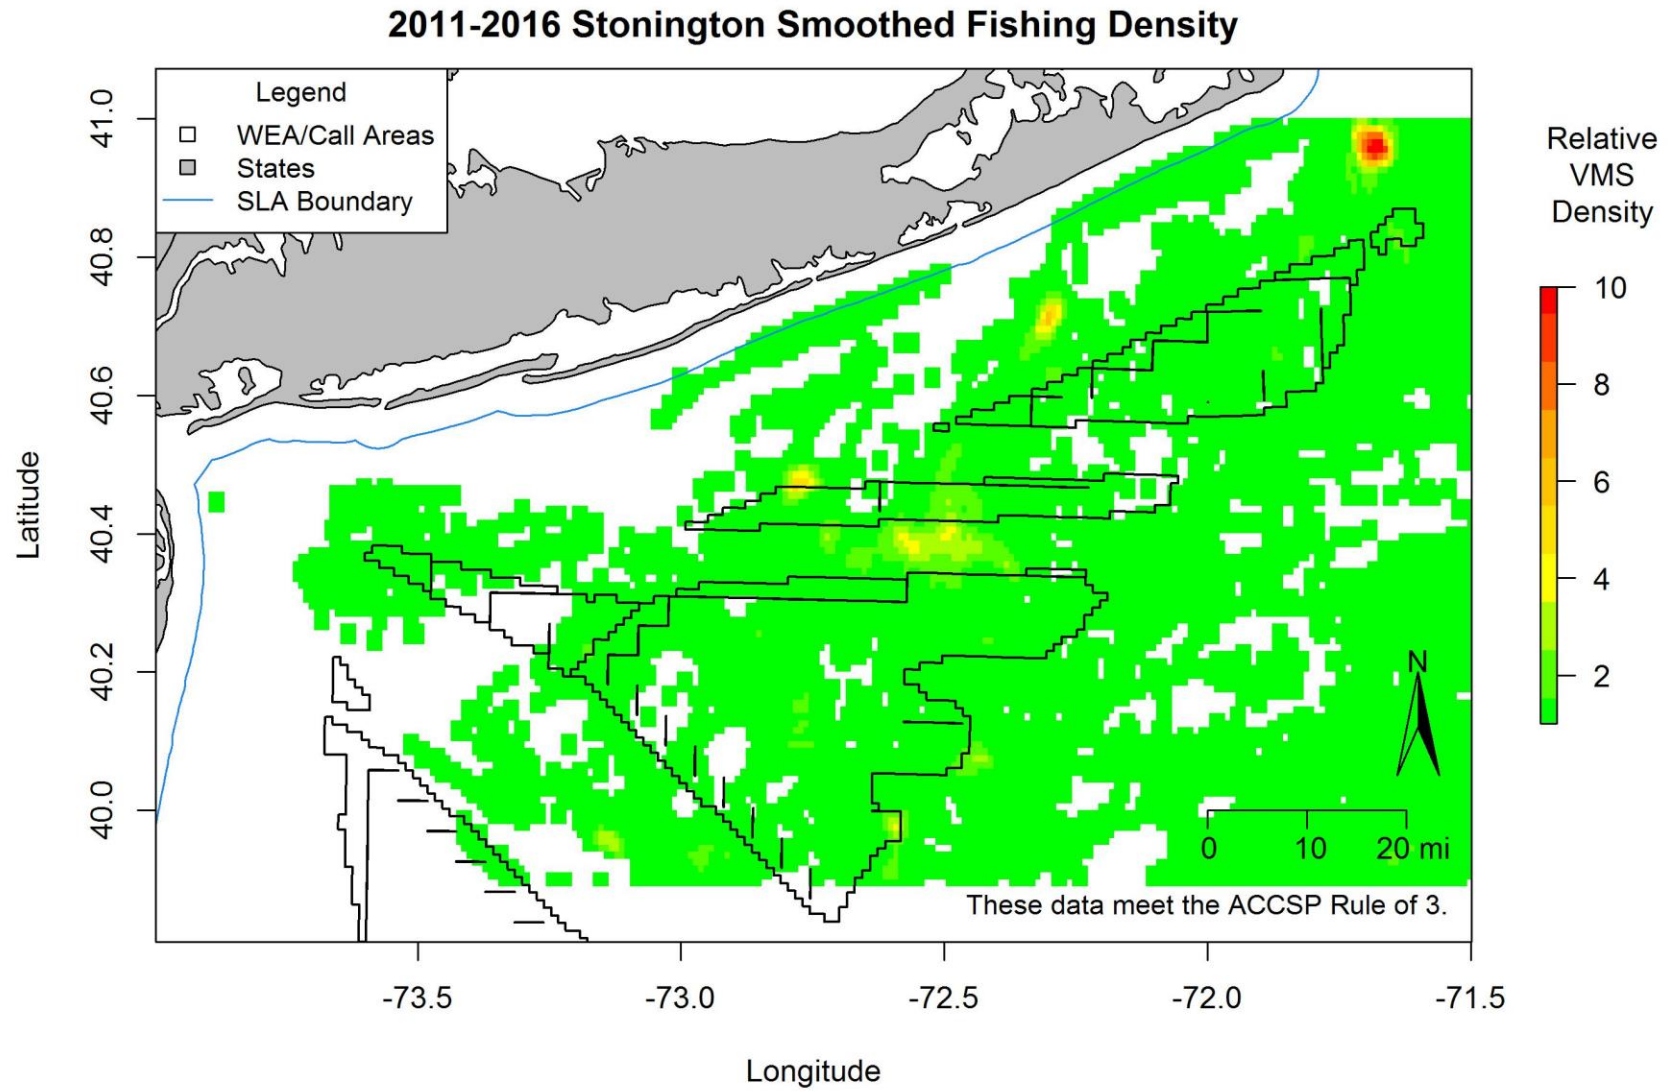 2011-2016 Stonington Smoothed Fishing Density
Legend
WEA/Call Areas
States
SLA Boundary
Relative
VMS
Density
10
8
6
4
2
41.0
40.8
40.6
40.4
40.2
40.0
Latitude
N
0 10 20 mi
These data meet the ACCSP Rule of 3.
-73.5 -73.0 -72.5 -72.0 -71.5
Longitude